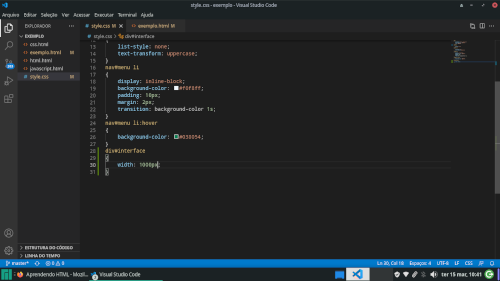 style.css - exemplo - Visual Studio Code
Arquivo Editar Seleção Ver Acessar Executar Terminal Ajuda
EXPLORADOR
EXEMPLO
css.html
exemplo.html M
html.html
javascript.html
style.css M
style.css M exemplo.html M
style.css > div#interface
13 list-style: none;
14 text-transform: uppercase;
15 }
16 nav#menu li
17 {
18 display: inline-block;
19 background-color:
20 padding: 10px;
21 margin: 2px;
22 transition: background-color 1s;
23 }
24 nav#menu li:hover
25 {
26 background-color:
27 }
28 div#interface
29 {
30 width: 1000px;
31 }
ESTRUTURA DO CÓDIGO
LINHA DO TEMPO
master* 0 0 Ln 30, Col 18 Espaços: 4 UTF-8 LF CSS
Aprendendo HTML - Mozil... Visual Studio Code ter 15 mar, 10:41